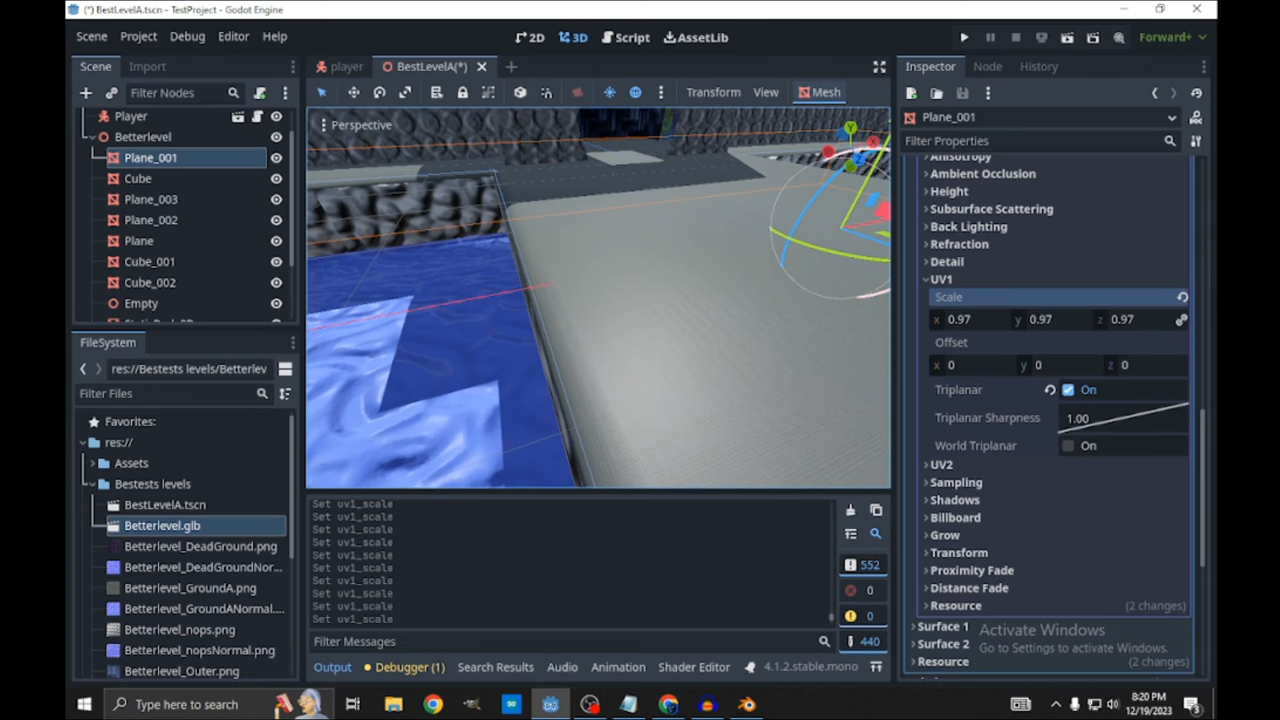 (*) BestLevelA.tscn - TestProject - Godot Engine
Scene Project Debug Editor Help
2D 3D Script AssetLib
Forward+
Scene Import
player BestLevelA(*)
Inspector Node History
Filter Nodes
Transform View Mesh
Player
Betterlevel
Plane_001
Cube
Plane_003
Plane_002
Plane
Cube_001
Cube_002
Empty
Perspective
Y
Plane_001
Filter Properties
Anisotropy
Ambient Occlusion
Height
Subsurface Scattering
Back Lighting
Refraction
Detail
UV1
Scale
x 0.97 y 0.97 z 0.97
Offset
x 0 y 0 z 0
Triplanar On
Triplanar Sharpness 1.00
World Triplanar On
UV2
Sampling
Shadows
Billboard
Grow
Transform
Proximity Fade
Distance Fade
Resource (2 changes)
Surface 1
Surface 2
Resource (2 changes)
Activate Windows
Go to Settings to activate Windows.
FileSystem
res://Bestests levels/Betterlev
Filter Files
Favorites:
res://
Assets
Bestests levels
BestLevelA.tscn
Betterlevel.glb
Betterlevel_DeadGround.png
Betterlevel_DeadGroundNor...
Betterlevel_GroundA.png
Betterlevel_GroundANormal....
Betterlevel_nops.png
Betterlevel_nopsNormal.png
Betterlevel_Outer.png
Set uv1_scale
Set uv1_scale
Set uv1_scale
Set uv1_scale
Set uv1_scale
Set uv1_scale
Set uv1_scale
Set uv1_scale
Set uv1_scale
Set uv1_scale
552
0
0
440
Filter Messages
Output Debugger (1) Search Results Audio Animation Shader Editor 4.1.2.stable.mono
Type here to search
8:20 PM
12/19/2023
3